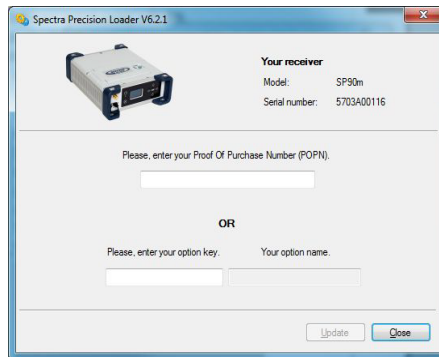 Spectra Precision Loader V6.2.1
Your receiver
Model: SP90m
Serial number: 5703A00116
Please, enter your Proof Of Purchase Number (POPN).
OR
Please, enter your option key. Your option name.
Update Close